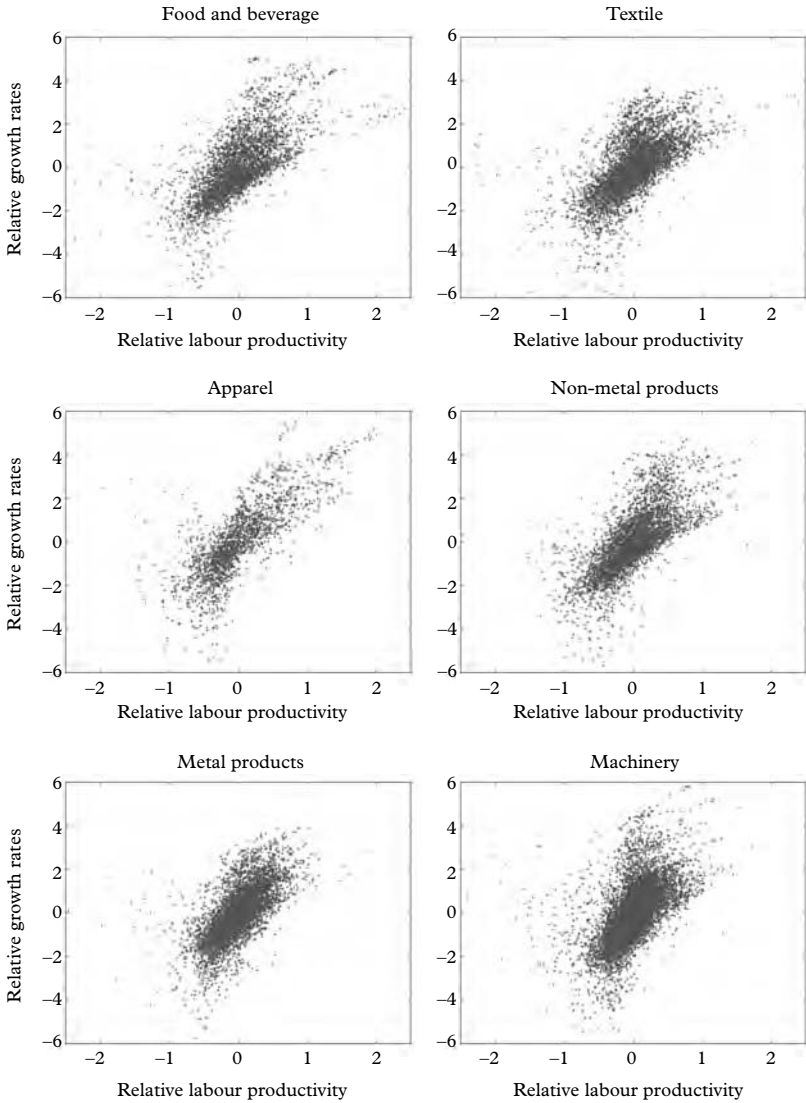 Food and beverage
Relative growth rates
6
4
2
0
−2
−4
−6
−2 −1 0 1 2
Relative labour productivity
Textile
6
4
2
0
−2
−4
−6
−2 −1 0 1 2
Relative labour productivity
Apparel
Relative growth rates
6
4
2
0
−2
−4
−6
−2 −1 0 1 2
Relative labour productivity
Non-metal products
6
4
2
0
−2
−4
−6
−2 −1 0 1 2
Relative labour productivity
Metal products
Relative growth rates
6
4
2
0
−2
−4
−6
−2 −1 0 1 2
Relative labour productivity
Machinery
6
4
2
0
−2
−4
−6
−2 −1 0 1 2
Relative labour productivity